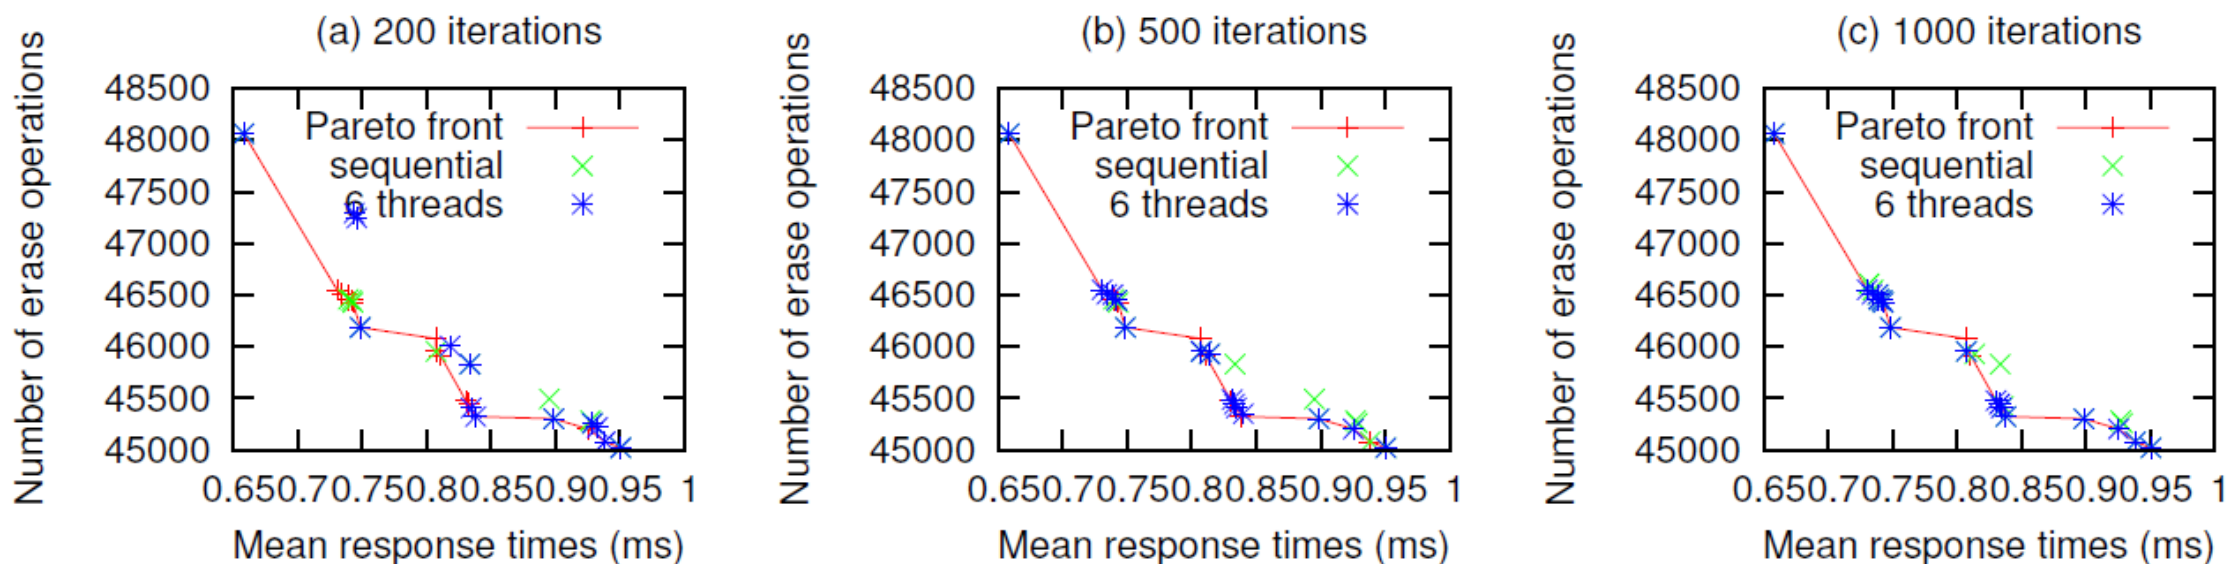 (a) 200 iterations
Number of erase operations
48500
48000
47500
47000
46500
46000
45500
45000
Pareto front
sequential
6 threads
0.650.70.750.80.850.90.95 1
Mean response times (ms)
(b) 500 iterations
Number of erase operations
48500
48000
47500
47000
46500
46000
45500
45000
Pareto front
sequential
6 threads
0.650.70.750.80.850.90.95 1
Mean response times (ms)
(c) 1000 iterations
Number of erase operations
48500
48000
47500
47000
46500
46000
45500
45000
Pareto front
sequential
6 threads
0.650.70.750.80.850.90.95 1
Mean response times (ms)